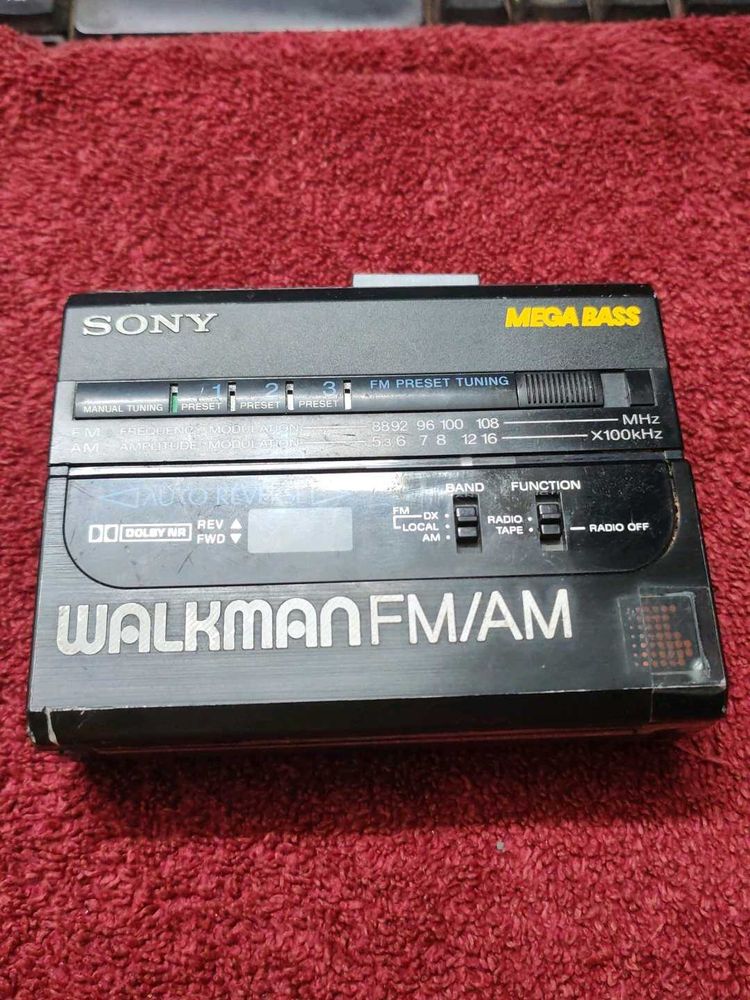 SONY
MEGA BASS
1 2 3 FM PRESET TUNING
MANUAL TUNING PRESET PRESET PRESET
FM FREQUENCY MODULATION 88 92 96 100 108 MHz
AM AMPLITUDE MODULATION 5.3 6 7 8 12 16 X100kHz
AUTO REVERSE
BAND FUNCTION
DOLBY NR
REV
FWD
FM DX
LOCAL
AM
RADIO
TAPE
RADIO OFF
WALKMAN FM/AM